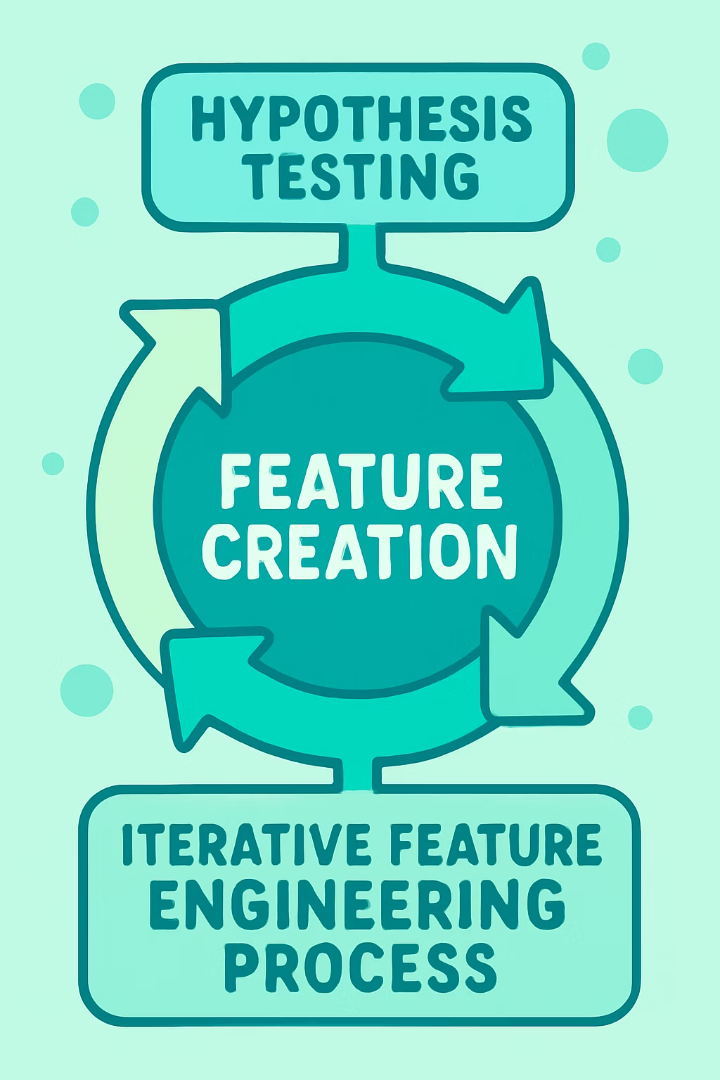 HYPOTHESIS
TESTING
FEATURE
CREATION
ITERATIVE FEATURE
ENGINEERING
PROCESS